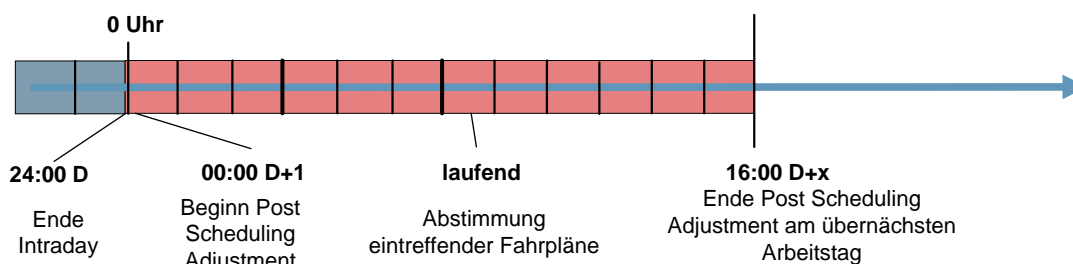 0 Uhr
24:00 D
Ende
Intraday
00:00 D+1
Beginn Post
Scheduling
Adjustment
laufend
Abstimmung
eintreffender Fahrpläne
16:00 D+x
Ende Post Scheduling
Adjustment am übernächsten
Arbeitstag